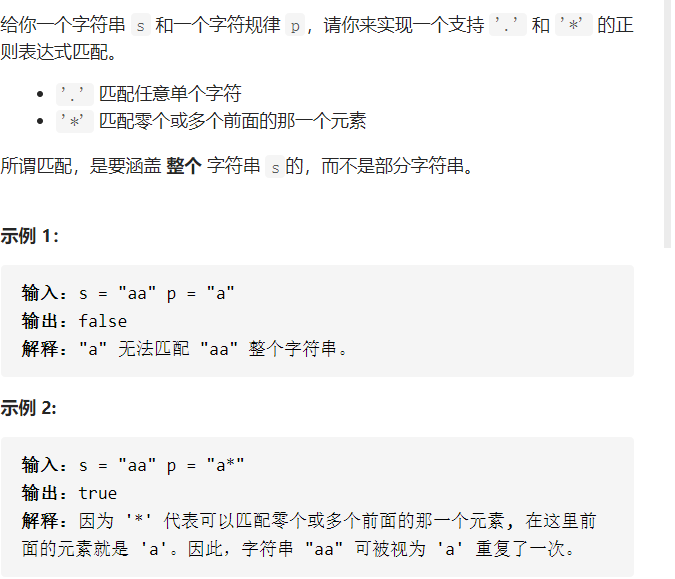 给你一个字符串 s 和一个字符规律 p，请你来实现一个支持 '.' 和 '*' 的正
则表达式匹配。
• '.' 匹配任意单个字符
• '*' 匹配零个或多个前面的那一个元素
所谓匹配，是要涵盖 整个 字符串 s 的，而不是部分字符串。
示例 1：
输入：s = "aa" p = "a"
输出：false
解释："a" 无法匹配 "aa" 整个字符串。
示例 2:
输入：s = "aa" p = "a*"
输出：true
解释：因为 '*' 代表可以匹配零个或多个前面的那一个元素, 在这里前
面的元素就是 'a'。因此，字符串 "aa" 可被视为 'a' 重复了一次。